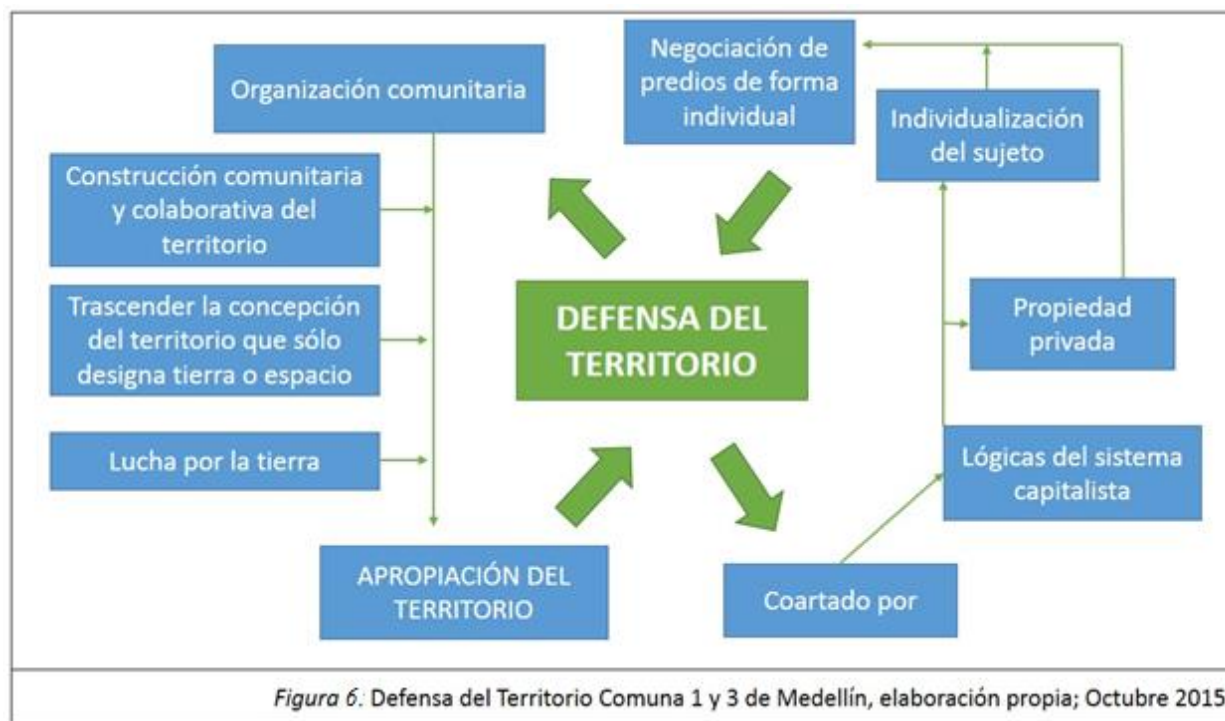 Organización comunitaria
Construcción comunitaria
y colaborativa del
territorio
Trascender la concepción
del territorio que sólo
designa tierra o espacio
Lucha por la tierra
APROPIACIÓN DEL
TERRITORIO
DEFENSA DEL
TERRITORIO
Negociación de
predios de forma
individual
Individualización
del sujeto
Propiedad
privada
Lógicas del sistema
capitalista
Coartado por
Figura 6: Defensa del Territorio Comuna 1 y 3 de Medellín, elaboración propia; Octubre 2015